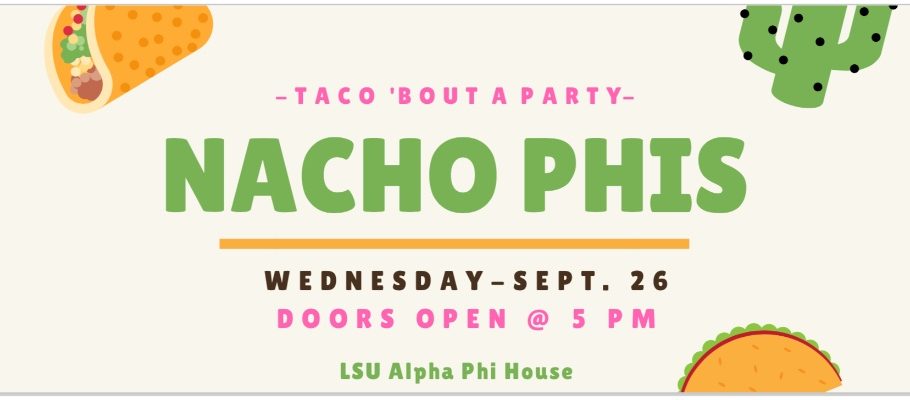 –TACO 'BOUT A PARTY–
NACHO PHIS
WEDNESDAY–SEPT. 26
DOORS OPEN @ 5 PM
LSU Alpha Phi House